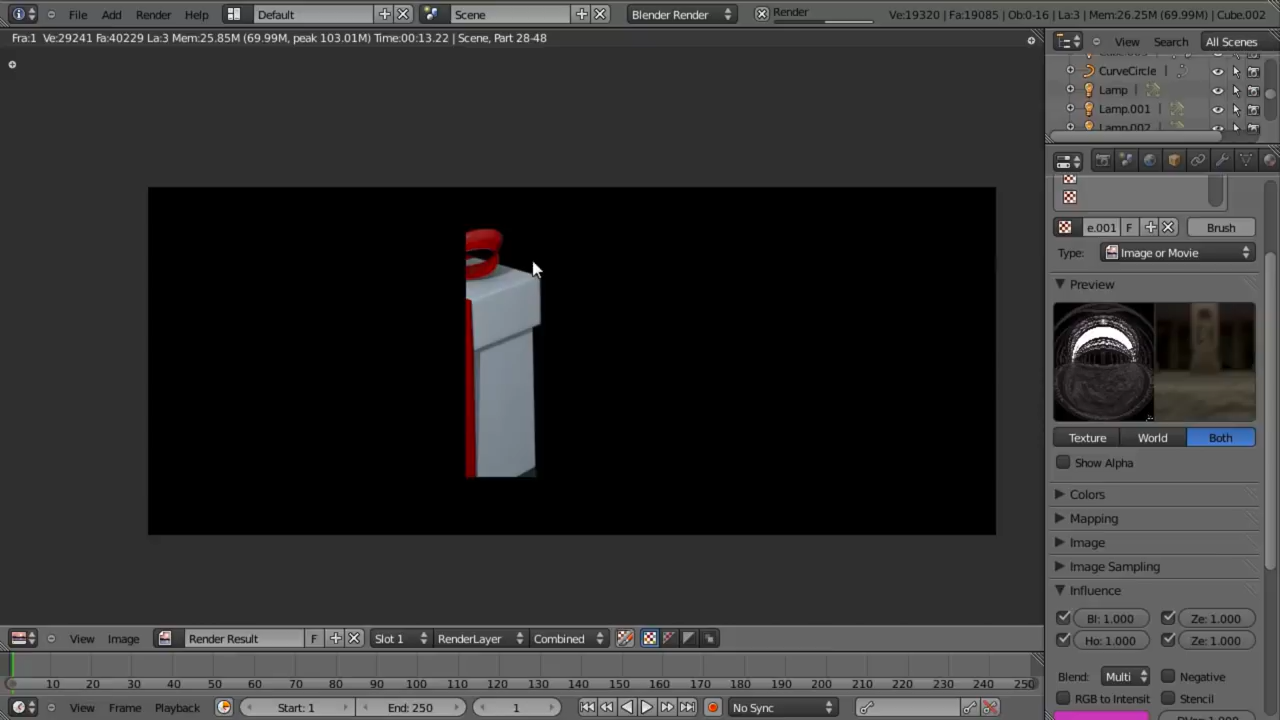 File Add Render Help Default Scene Blender Render Render Ve:19320 | Fa:19085 | Ob:0-16 | La:3 | Mem:26.25M (69.99M) | Cube.002
Fra:1 Ve:29241 Fa:40229 La:3 Mem:25.85M (69.99M, peak 103.01M) Time:00:13.22 | Scene, Part 28-48
View Search All Scenes
CurveCircle
Lamp
Lamp.001
Lamp.002
e.001 F Brush
Type: Image or Movie
Preview
Texture World Both
Show Alpha
Colors
Mapping
Image
Image Sampling
Influence
Bl: 1.000 Ze: 1.000
Ho: 1.000 Ze: 1.000
Blend: Multi Negative
RGB to Intensit Stencil
View Image Render Result F Slot 1 RenderLayer Combined
10 20 30 40 50 60 70 80 90 100 110 120 130 140 150 160 170 180 190 200 210 220 230 240 250
View Frame Playback Start: 1 End: 250 1 No Sync